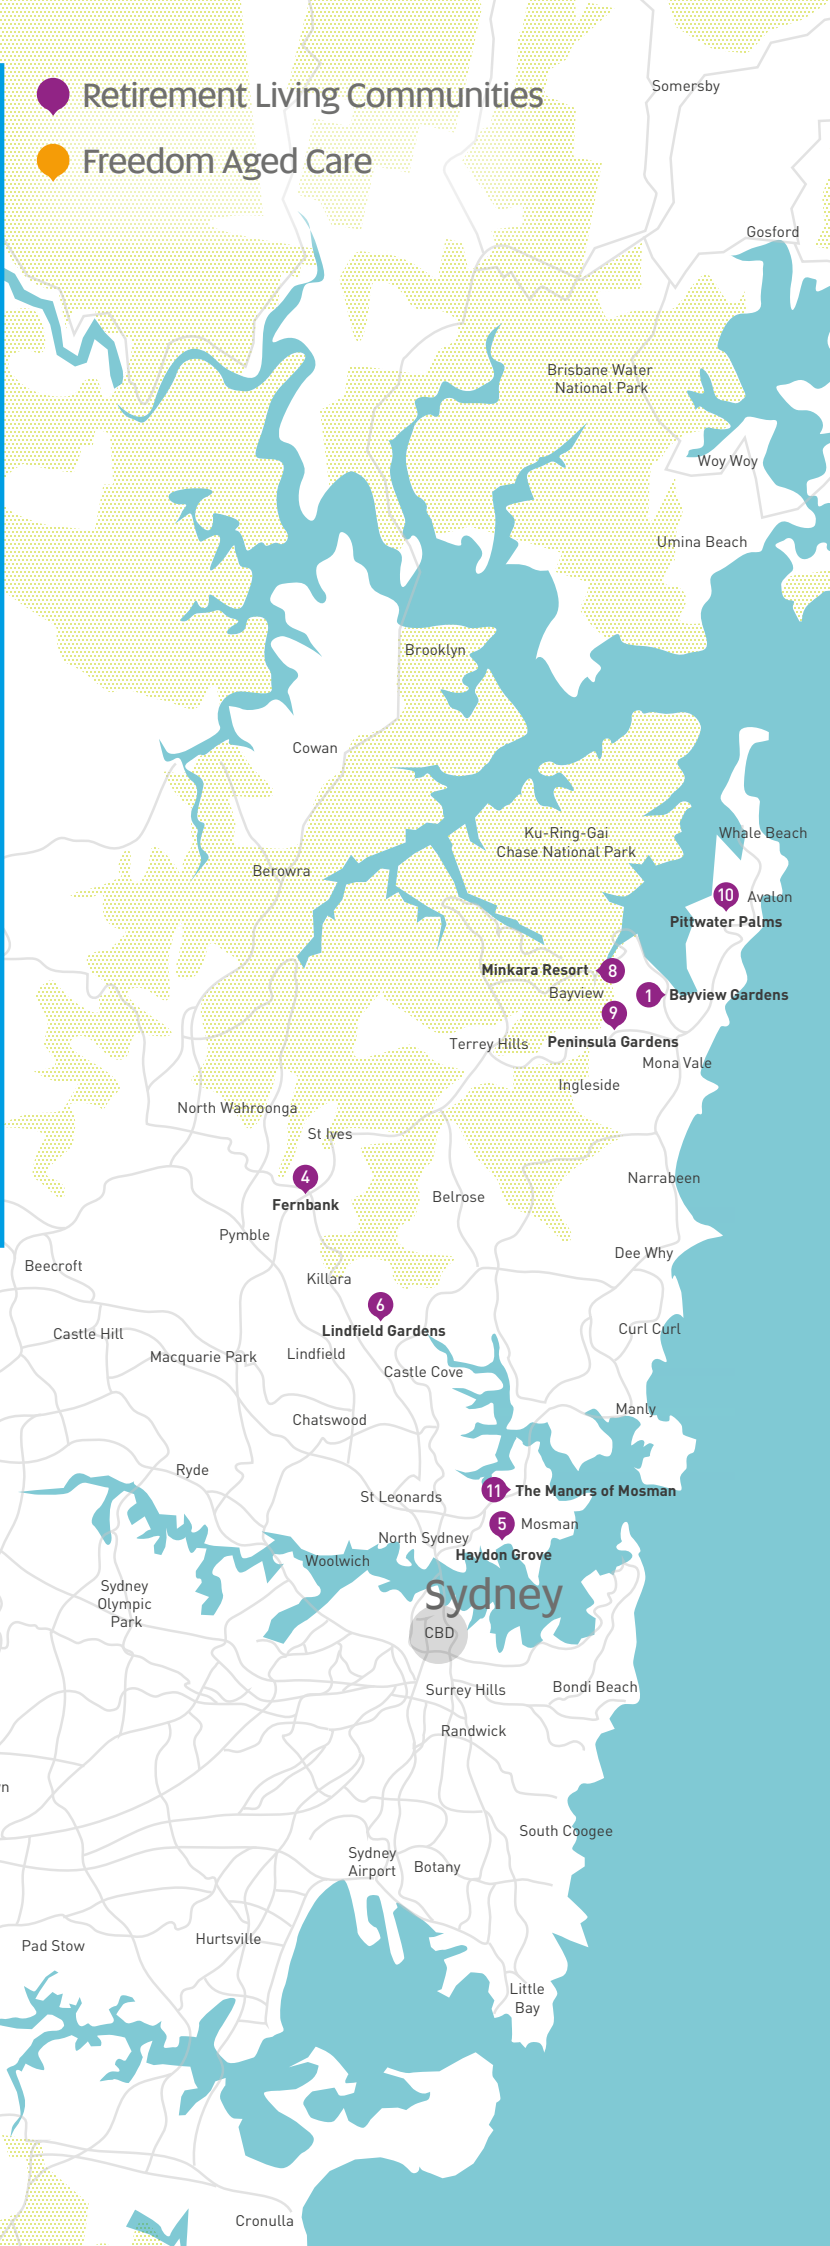 Retirement Living Communities
Freedom Aged Care
Somersby
Gosford
Brisbane Water
National Park
Woy Woy
Umina Beach
Brooklyn
Cowan
Ku-Ring-Gai
Chase National Park
Whale Beach
Berowra
10
Avalon
Pittwater Palms
Minkara Resort
8
Bayview
1
Bayview Gardens
9
Peninsula Gardens
Terrey Hills
Mona Vale
Ingleside
North Wahroonga
St Ives
4
Fernbank
Narrabeen
Belrose
Pymble
Dee Why
Beecroft
Killara
6
Lindfield Gardens
Curl Curl
Castle Hill
Macquarie Park
Lindfield
Castle Cove
Manly
Chatswood
Ryde
11
The Manors of Mosman
St Leonards
5
Mosman
North Sydney
Haydon Grove
Woolwich
Sydney
Olympic
Park
Sydney
CBD
Surrey Hills
Bondi Beach
Randwick
n
South Coogee
Sydney
Airport
Botany
Hurtsville
Pad Stow
Little
Bay
Cronulla